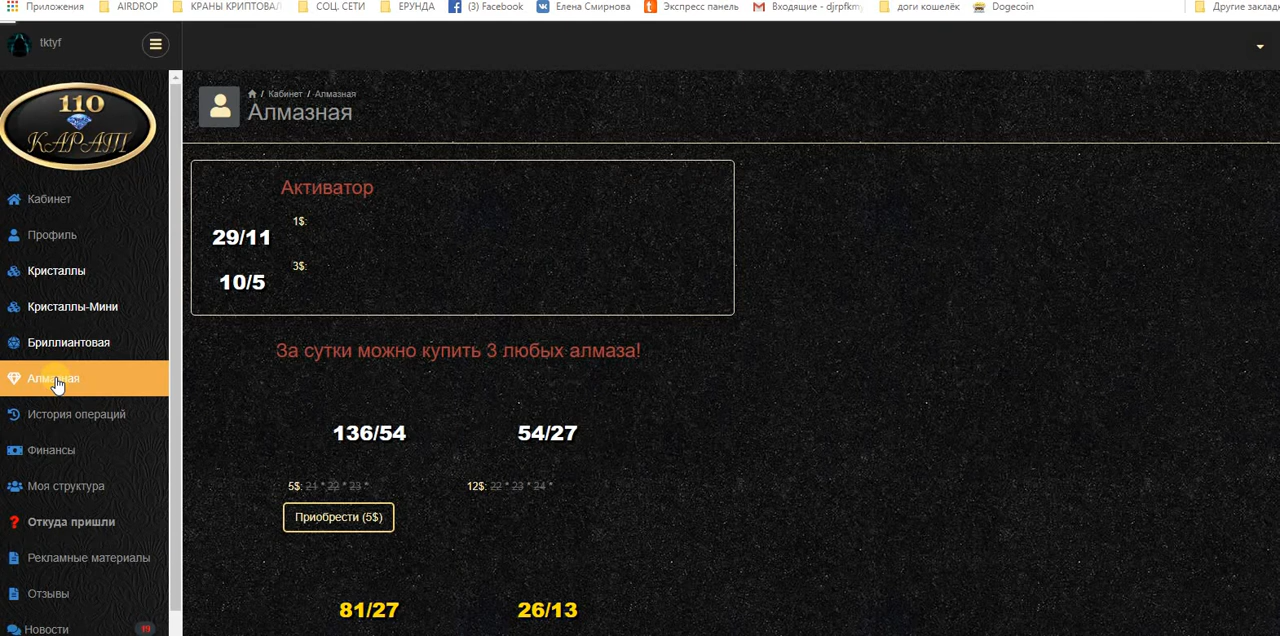 Приложения
AIRDROP
КРАНЫ КРИПТОВАЛ
СОЦ. СЕТИ
ЕРУНДА
(3) Facebook
Елена Смирнова
Экспресс панель
Входящие - djrpfkmy
доги кошелёк
Dogecoin
Другие заклад
tktyf
110
КАРАТ
Кабинет
Профиль
Кристаллы
Кристаллы-Мини
Бриллиантовая
Алмазная
История операций
Финансы
Моя структура
Откуда пришли
Рекламные материалы
Отзывы
Новости
19
/ Кабинет / Алмазная
Алмазная
Активатор
1$:
29/11
3$:
10/5
За сутки можно купить 3 любых алмаза!
136/54
54/27
5$: 21 * 22 * 23 *
12$: 22 * 23 * 24 *
Приобрести (5$)
81/27
26/13